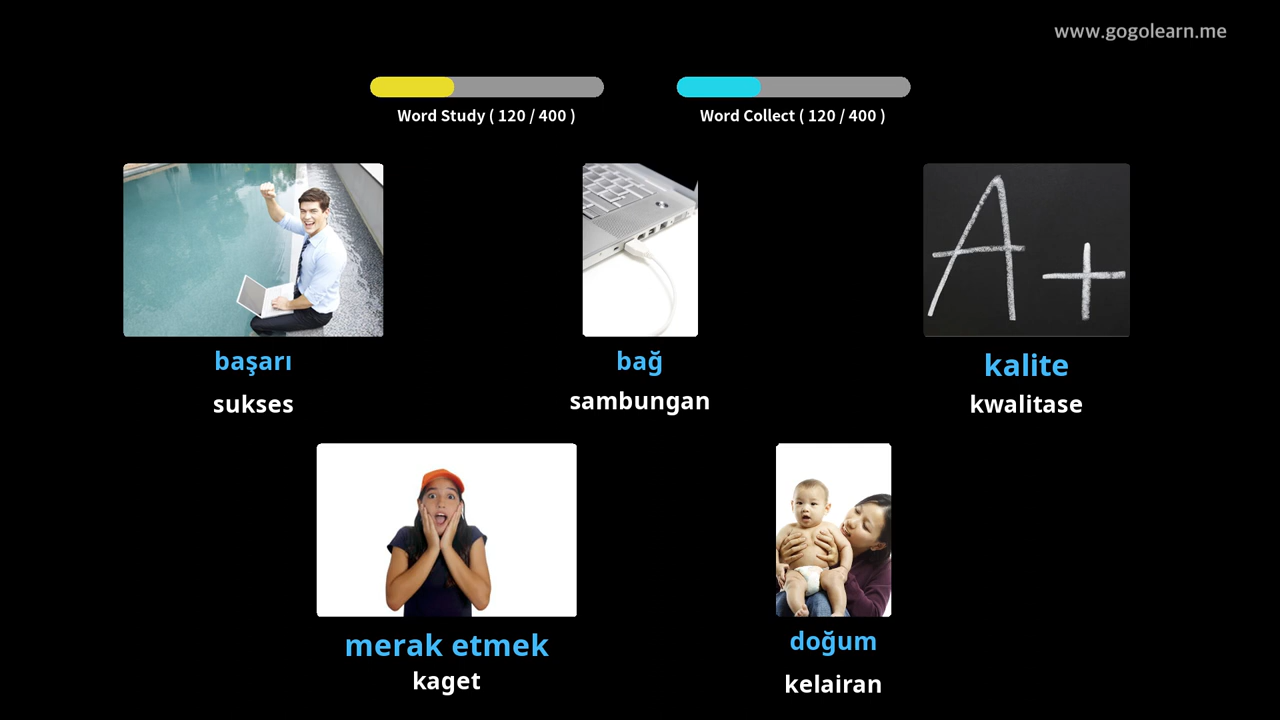 www.gogolearn.me
Word Study ( 120 / 400 )
Word Collect ( 120 / 400 )
A+
başarı
sukses
bağ
sambungan
kalite
kwalitase
merak etmek
kaget
doğum
kelairan